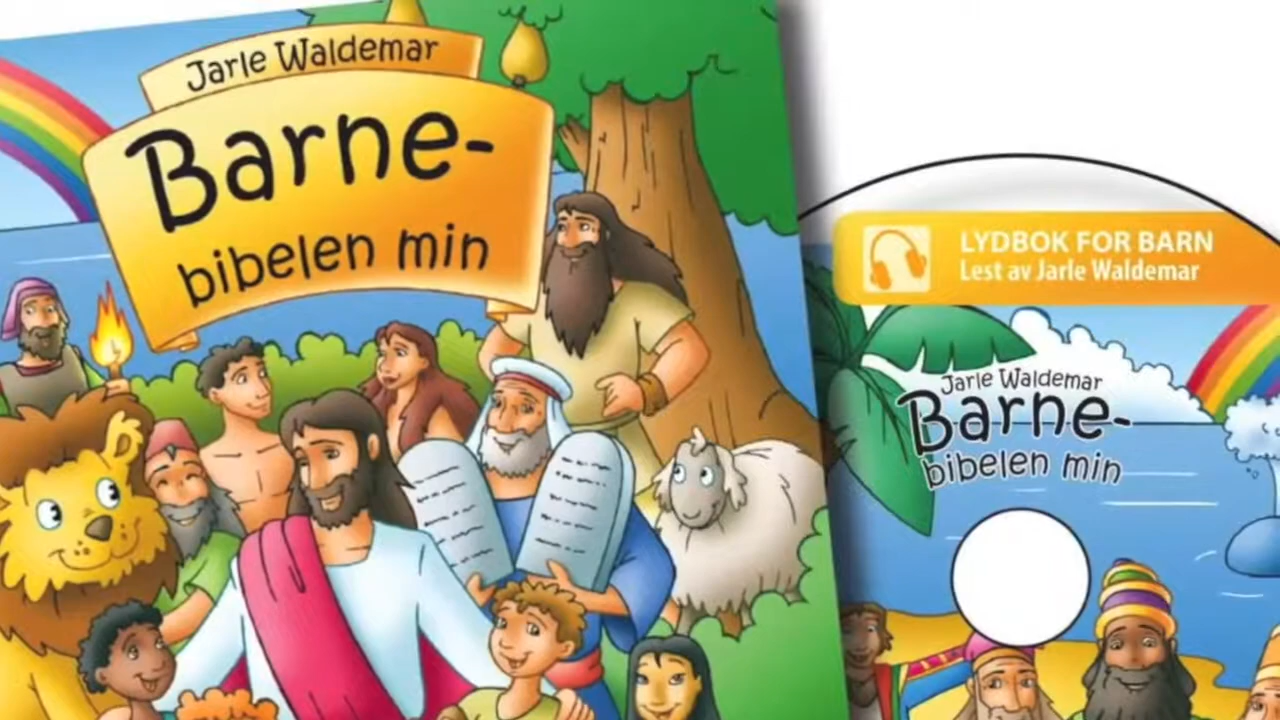 Jarle Waldemar
Barne-
bibelen min
LYDBOK FOR BARN
Lest av Jarle Waldemar
Jarle Waldemar
Barne-
bibelen min